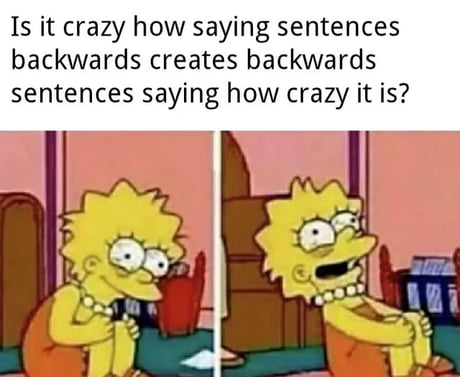 Is it crazy how saying sentences
backwards creates backwards
sentences saying how crazy it is?